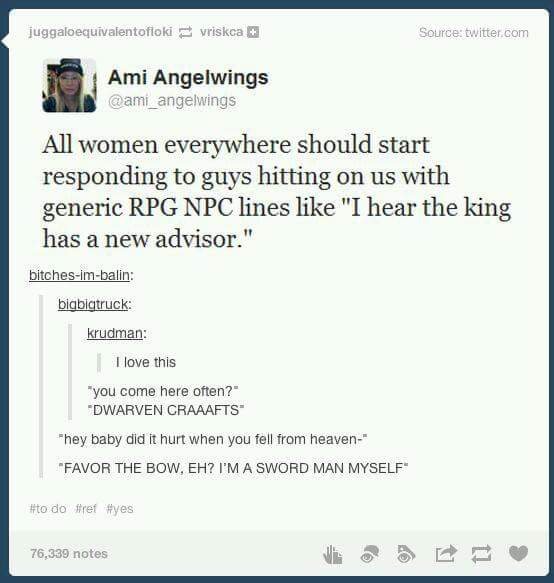 juggaloequivalentofloki vriskca Source: twitter.com
Ami Angelwings
@ami_angelwings
All women everywhere should start
responding to guys hitting on us with
generic RPG NPC lines like "I hear the king
has a new advisor."
bitches-im-balin:
bigbigtruck:
krudman:
I love this
"you come here often?"
"DWARVEN CRAAAFTS"
"hey baby did it hurt when you fell from heaven-"
"FAVOR THE BOW, EH? I'M A SWORD MAN MYSELF"
#to do #ref #yes
76,339 notes